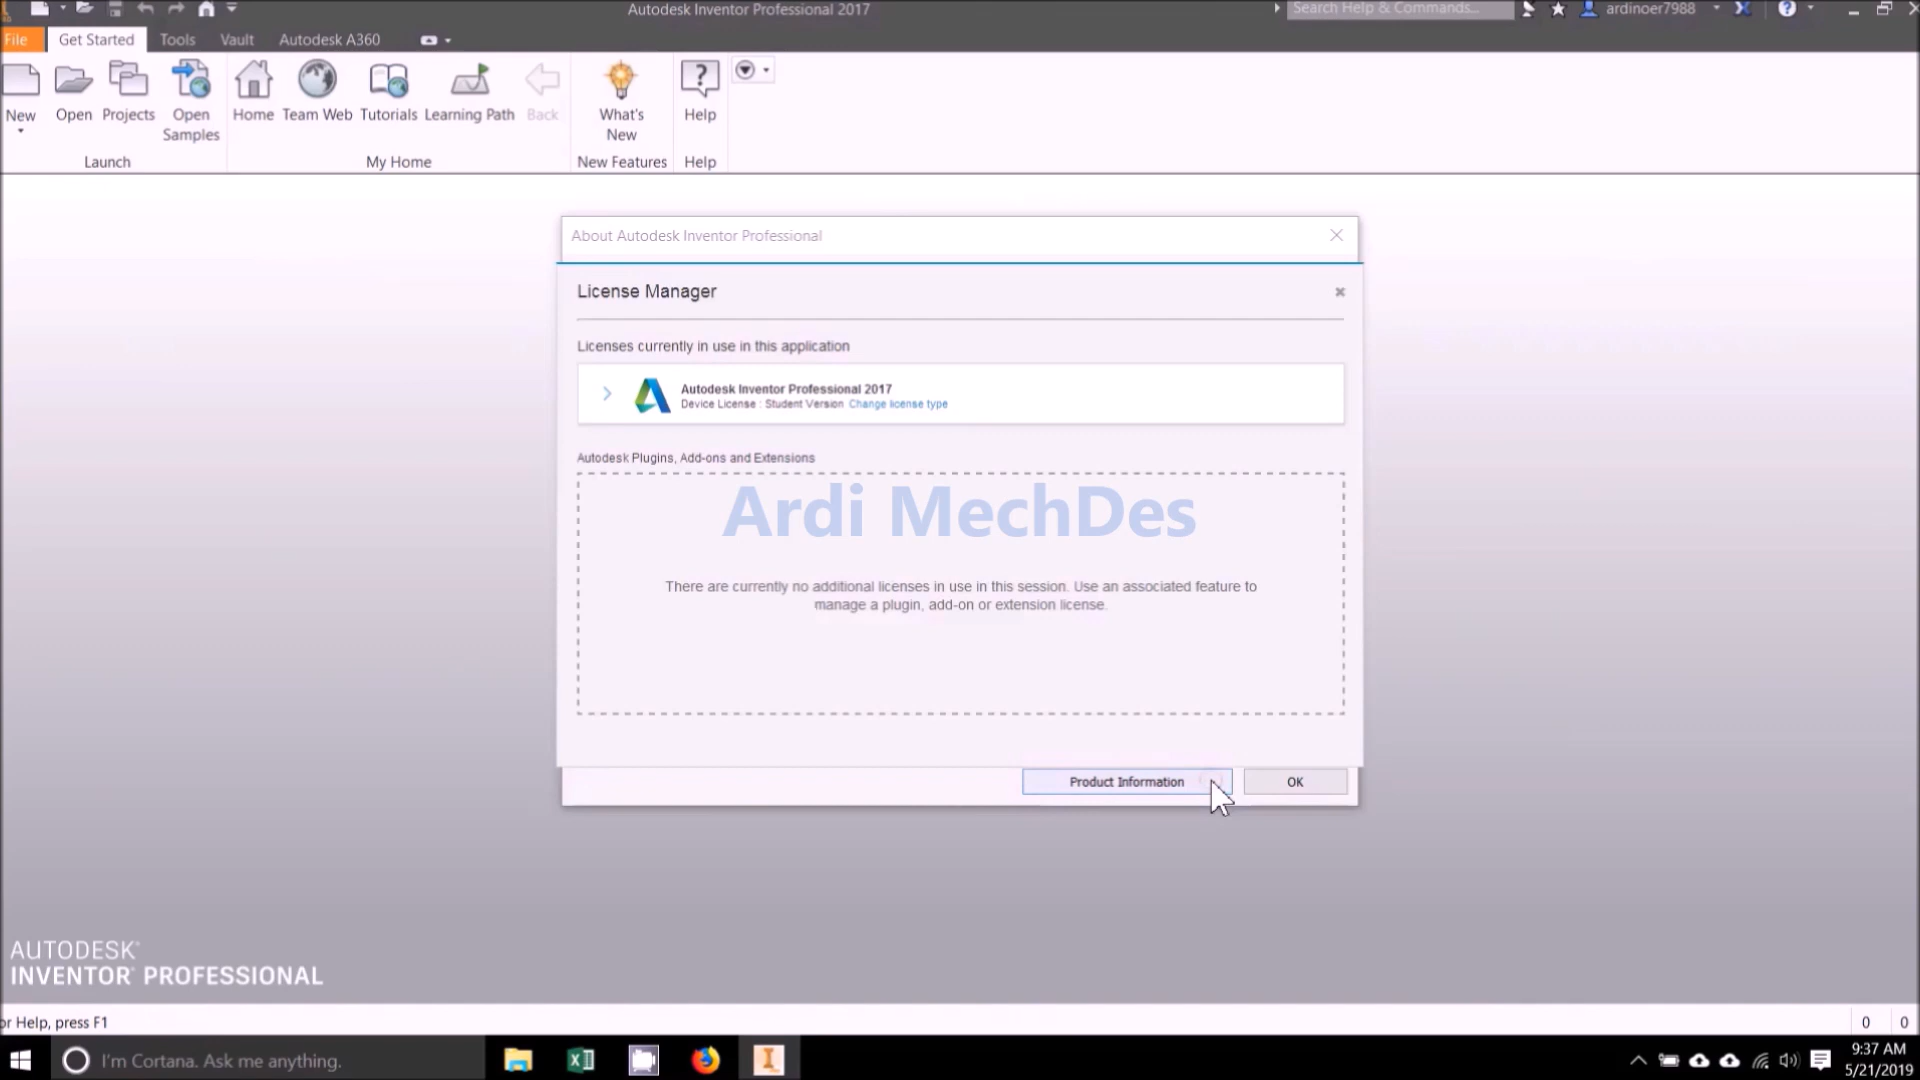 Autodesk Inventor Professional 2017
Search Help & Commands...
ardinoer7988
File
Get Started
Tools
Vault
Autodesk A360
New
Open
Projects
Open Samples
Home
Team Web
Tutorials
Learning Path
Back
What's New
Help
Launch
My Home
New Features
Help
About Autodesk Inventor Professional
License Manager
Licenses currently in use in this application
Autodesk Inventor Professional 2017
Device License : Student Version Change license type
Autodesk Plugins, Add-ons and Extensions
Ardi MechDes
There are currently no additional licenses in use in this session. Use an associated feature to
manage a plugin, add-on or extension license.
Product Information
OK
AUTODESK®
INVENTOR® PROFESSIONAL
or Help, press F1
0
0
I'm Cortana. Ask me anything.
9:37 AM
5/21/2019